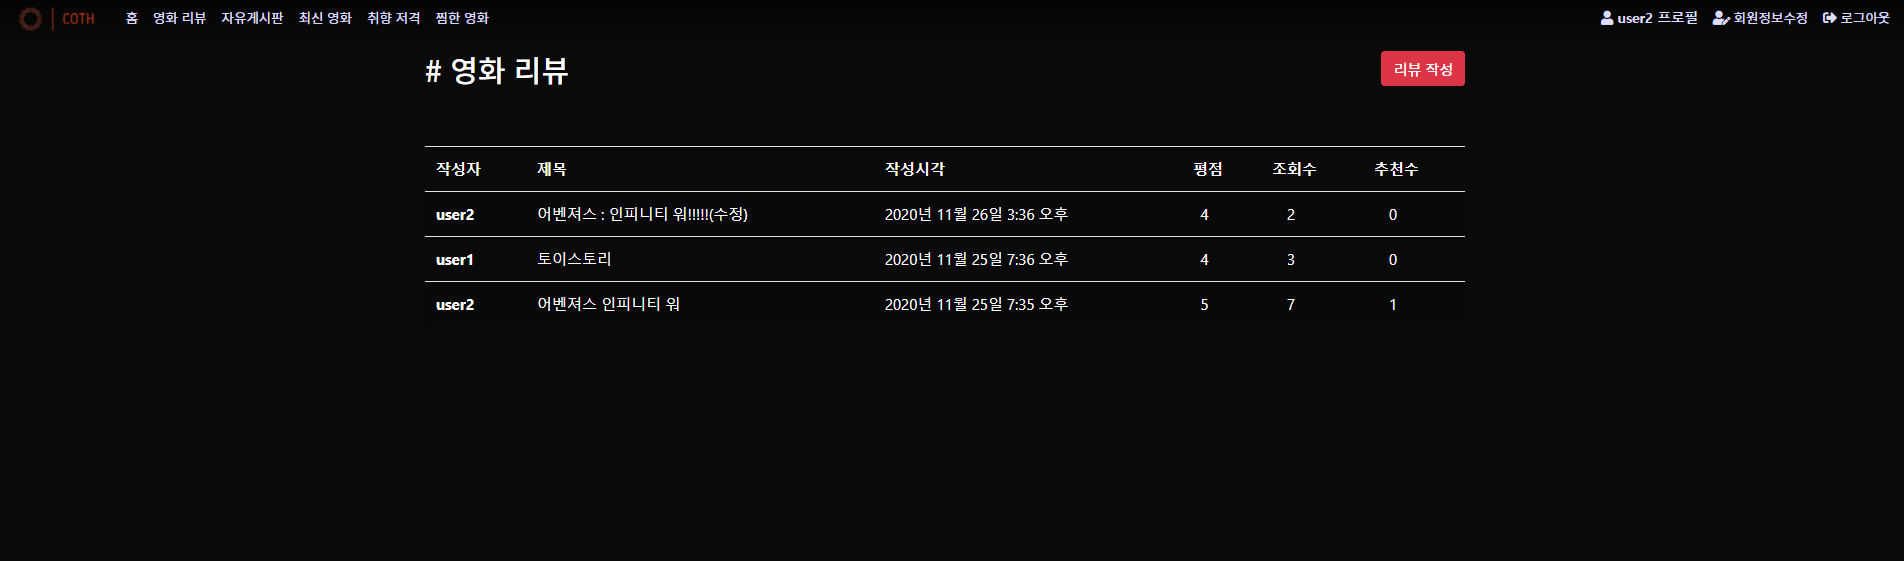 COTH 홈 영화 리뷰 자유게시판 최신 영화 취향 저격 찜한 영화 user2 프로필 회원정보수정 로그아웃
# 영화 리뷰 리뷰 작성
작성자 제목 작성시각 평점 조회수 추천수
user2 어벤져스 : 인피니티 워!!!!!(수정) 2020년 11월 26일 3:36 오후 4 2 0
user1 토이스토리 2020년 11월 25일 7:36 오후 4 3 0
user2 어벤져스 인피니티 워 2020년 11월 25일 7:35 오후 5 7 1